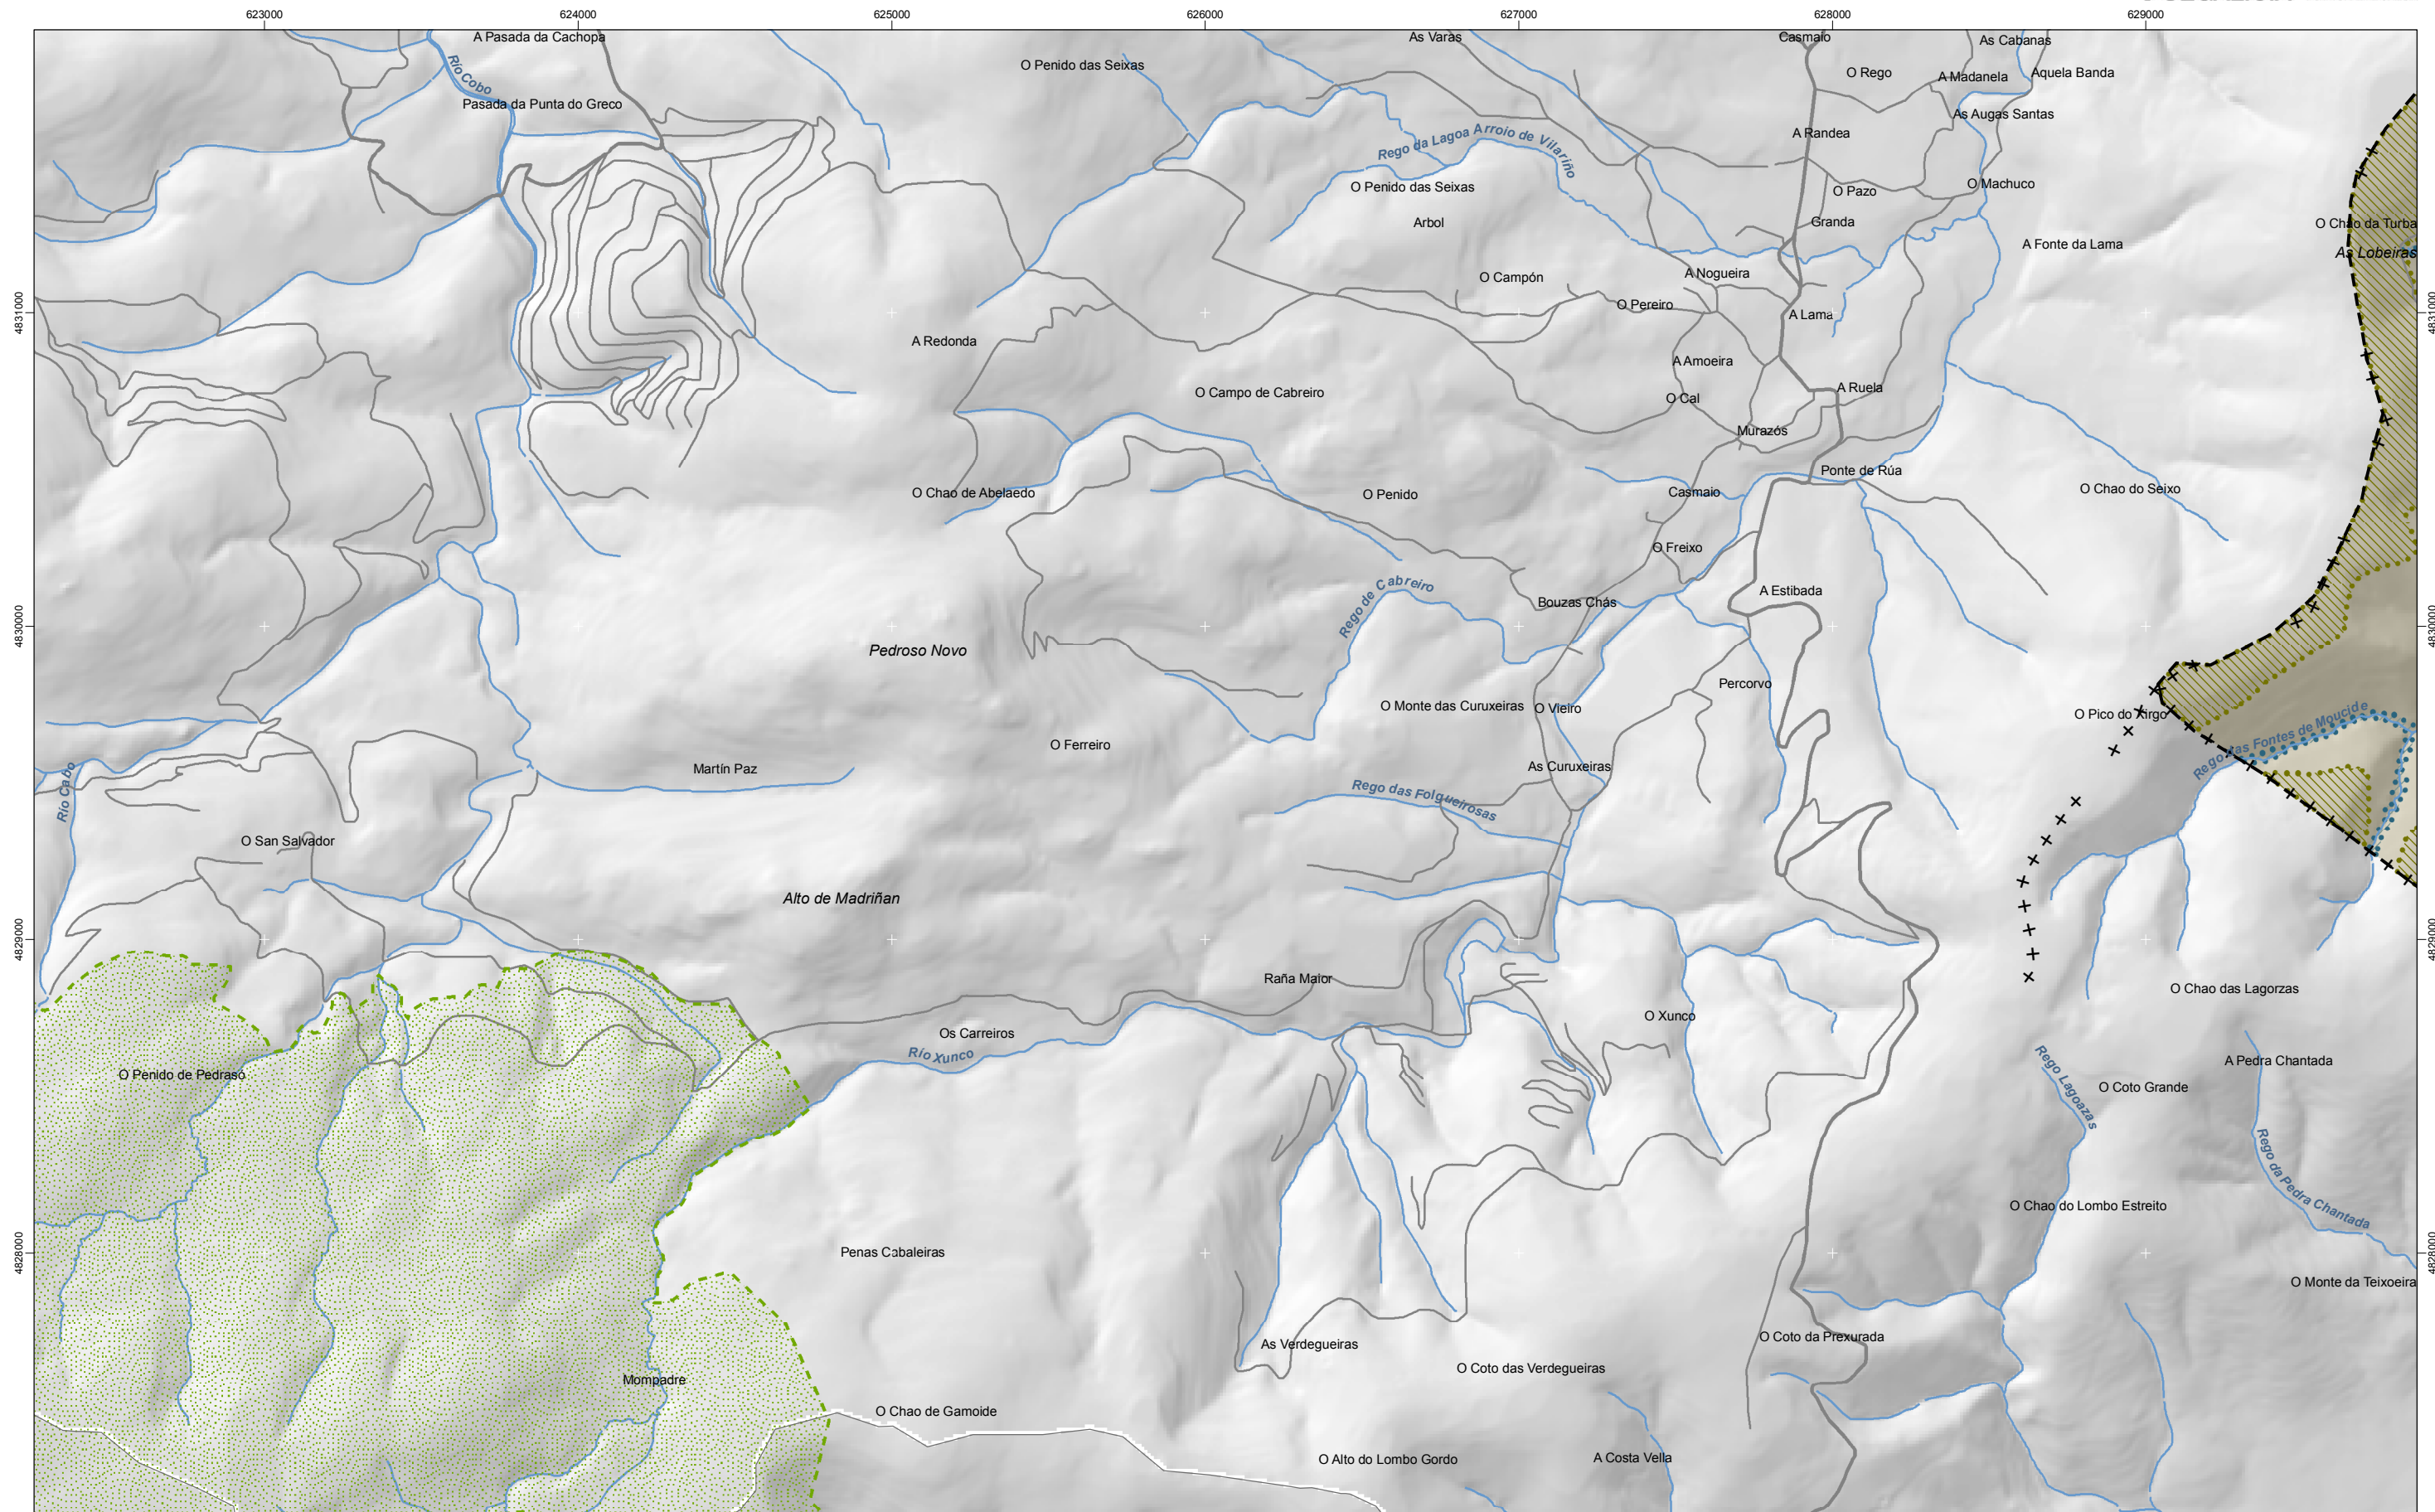 623000
624000
625000
626000
627000
628000
629000
A Pasada da Cachopa
As Varas
Casmaio
As Cabanas
Río Cobo
O Penido das Seixas
O Rego
A Madanela
Aquela Banda
Pasada da Punta do Greco
As Augas Santas
Rego da Lagoa Arroio de Vilariño
A Randea
O Penido das Seixas
O Pazo
O Machuco
Arbol
Granda
O Chao da Turba
A Fonte da Lama
As Lobeiras
O Campón
A Nogueira
4831000
O Pereiro
A Lama
4831000
A Redonda
A Amoeira
O Campo de Cabreiro
O Cal
A Ruela
Murazós
Ponte de Rúa
O Chao de Abelaedo
O Penido
Casmaio
O Chao do Seixo
O Freixo
Rego de Cabreiro
A Estibada
Bouzas Chás
4830000
4830000
Pedroso Novo
Percorvo
O Monte das Curuxeiras
O Vieiro
O Pico do Virgo
O Ferreiro
Rego das Fontes de Moucide
Martín Paz
As Curuxeiras
Río Cabo
Rego das Folgueirosas
O San Salvador
Alto de Madriñan
4829000
4829000
Raña Maior
O Chao das Lagorzas
O Xunco
Os Carreiros
Río Xunco
O Penido de Pedrasó
A Pedra Chantada
Rego Lagoazas
O Coto Grande
Rego da Pedra Chantada
O Chao do Lombo Estreito
4828000
Penas Cabaleiras
4828000
O Monte da Teixoeira
As Verdegueiras
O Coto da Prexurada
O Coto das Verdegueiras
Mompadre
O Chao de Gamoide
O Alto do Lombo Gordo
A Costa Vella